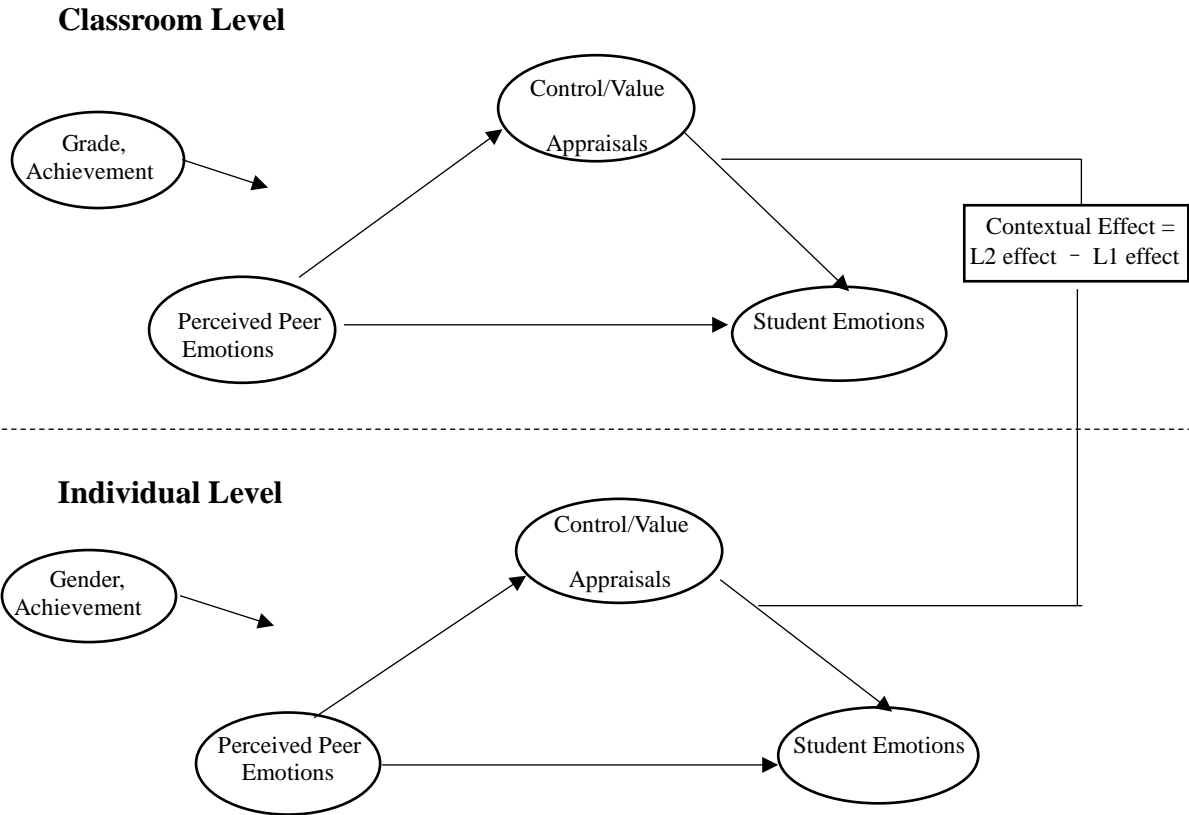 Classroom Level
Control/Value
Appraisals
Grade,
Achievement
Contextual Effect =
L2 effect － L1 effect
Perceived Peer
Emotions
Student Emotions
Individual Level
Control/Value
Appraisals
Gender,
Achievement
Perceived Peer
Emotions
Student Emotions